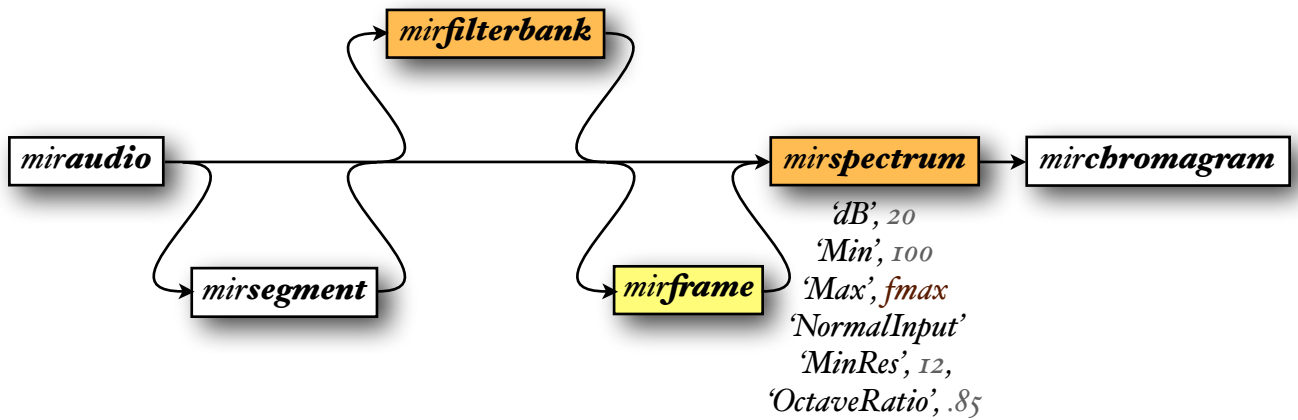 mirfilterbank
miraudio
mirspectrum
mirchromagram
mirsegment
mirframe
‘dB’, 20
‘Min’, 100
‘Max’, fmax
‘NormalInput’
‘MinRes’, 12,
‘OctaveRatio’, .85